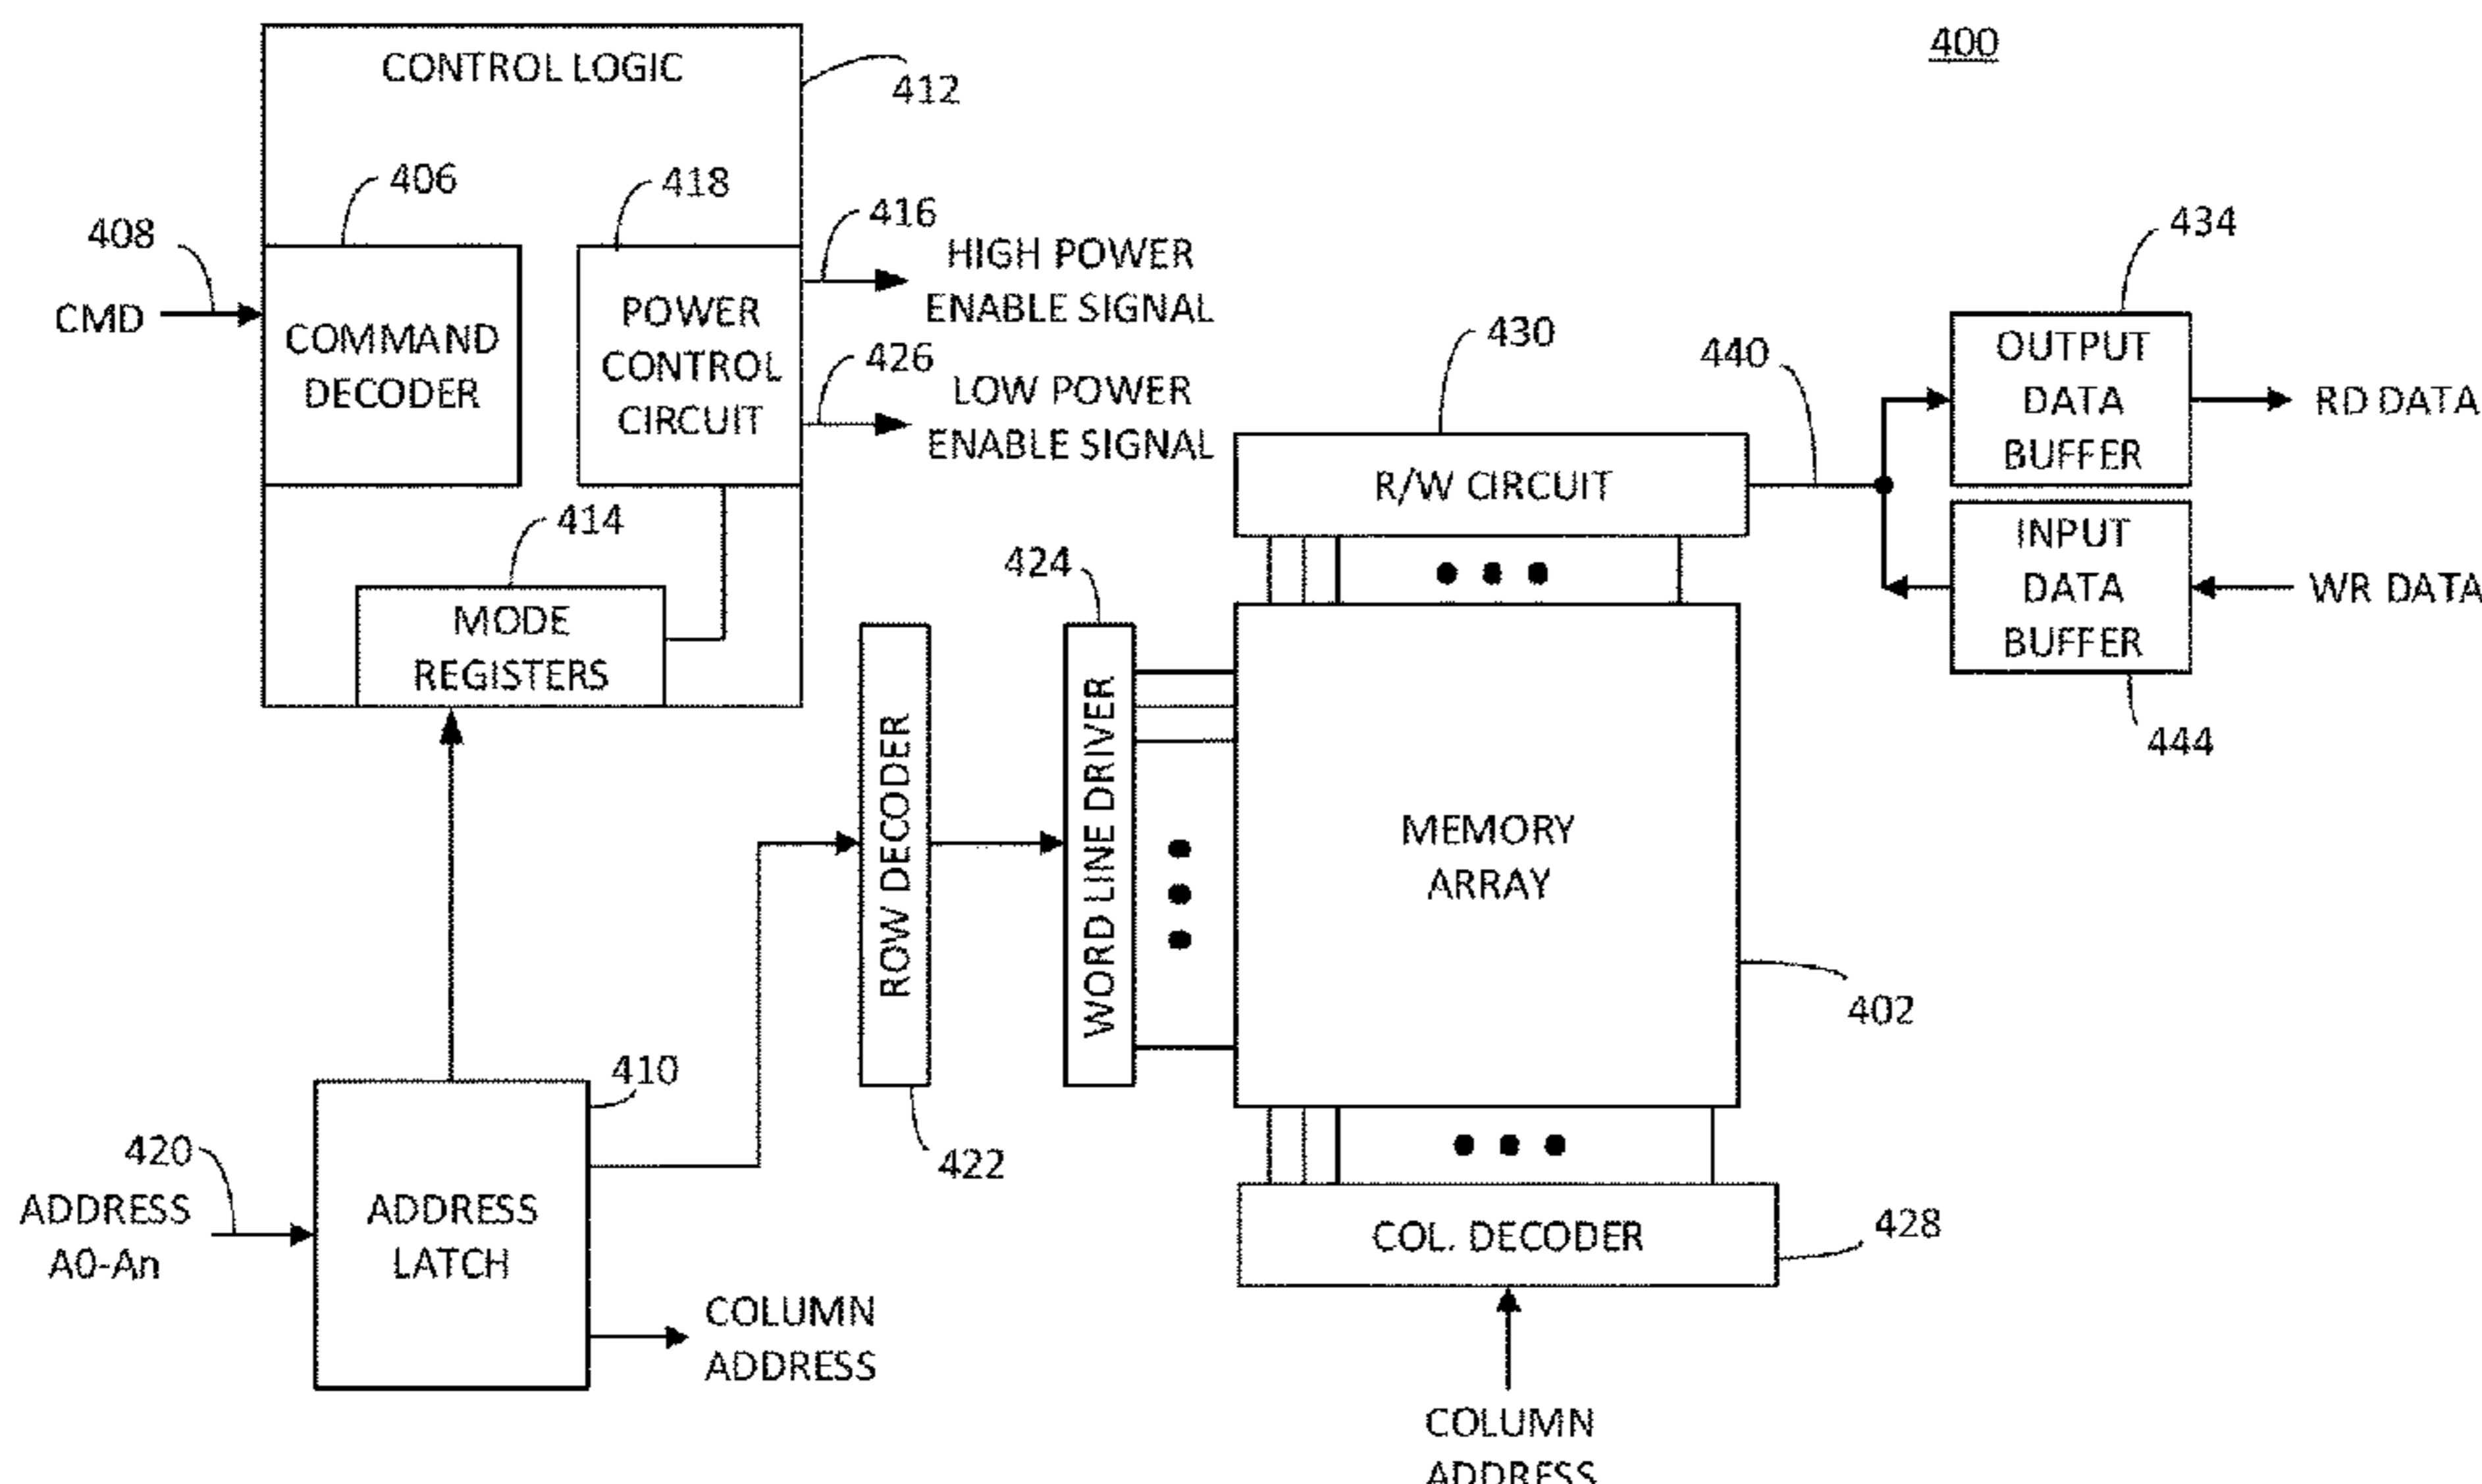 400
CONTROL LOGIC
412
406
418
408
CMD
COMMAND
DECODER
POWER
CONTROL
CIRCUIT
416
HIGH POWER
ENABLE SIGNAL
426
LOW POWER
ENABLE SIGNAL
414
MODE
REGISTERS
430
R/W CIRCUIT
440
434
OUTPUT
DATA
BUFFER
RD DATA
INPUT
DATA
BUFFER
WR DATA
444
424
ROW DECODER
WORD LINE DRIVER
MEMORY
ARRAY
402
422
410
420
ADDRESS
A0-An
ADDRESS
LATCH
COLUMN
ADDRESS
COL. DECODER
428
COLUMN
ADDRESS